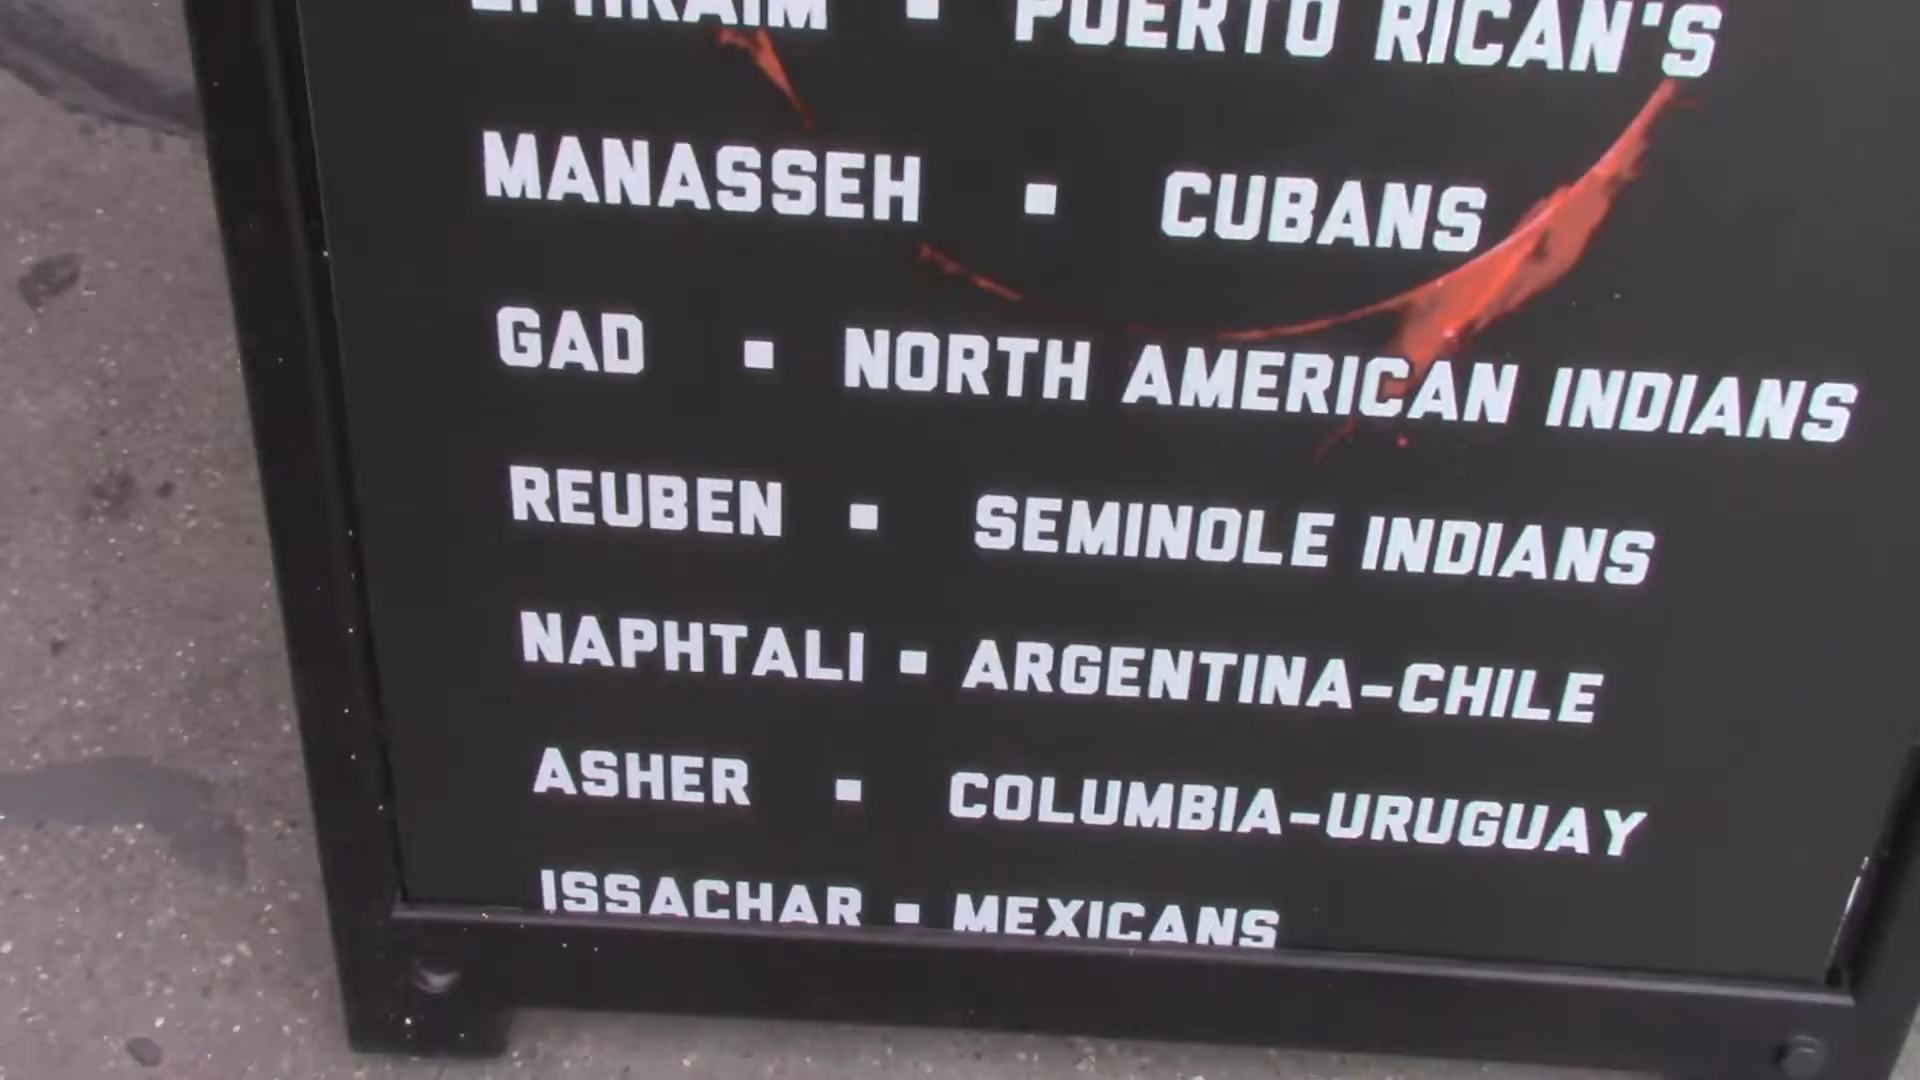 EPHRAIM ▪ PUERTO RICAN'S
MANASSEH ▪ CUBANS
GAD ▪ NORTH AMERICAN INDIANS
REUBEN ▪ SEMINOLE INDIANS
NAPHTALI ▪ ARGENTINA-CHILE
ASHER ▪ COLUMBIA-URUGUAY
ISSACHAR ▪ MEXICANS